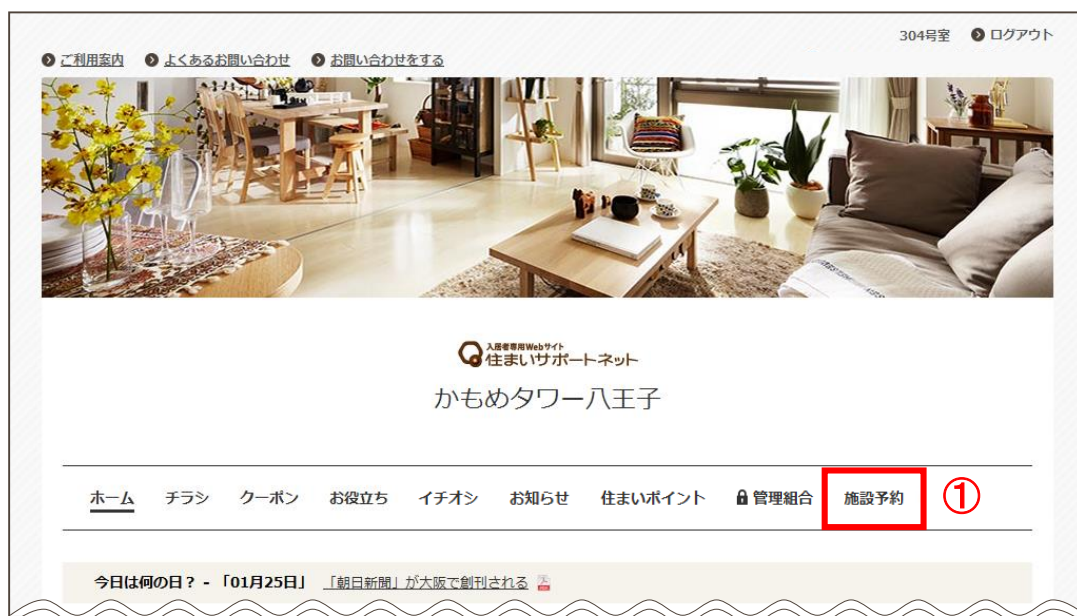 304号室 ログアウト
ご利用案内 よくあるお問い合わせ お問い合わせをする
入居者専用Webサイト
住まいサポートネット
かもめタワー八王子
ホーム チラシ クーポン お役立ち イチオシ お知らせ 住まいポイント 管理組合 施設予約 ①
今日は何の日？ - 「01月25日」 「朝日新聞」が大阪で創刊される